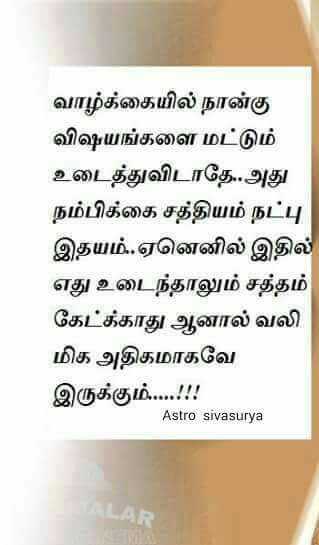 வாழ்க்கையில் நான்கு
விஷயங்களை மட்டும்
உடைத்துவிடாதே..அது
நம்பிக்கை சத்தியம் நட்பு
இதயம்..ஏனெனில் இதில்
எது உடைந்தாலும் சத்தம்
கேட்க்காது ஆனால் வலி
மிக அதிகமாகவே
இருக்கும்.....!!!
Astro sivasurya